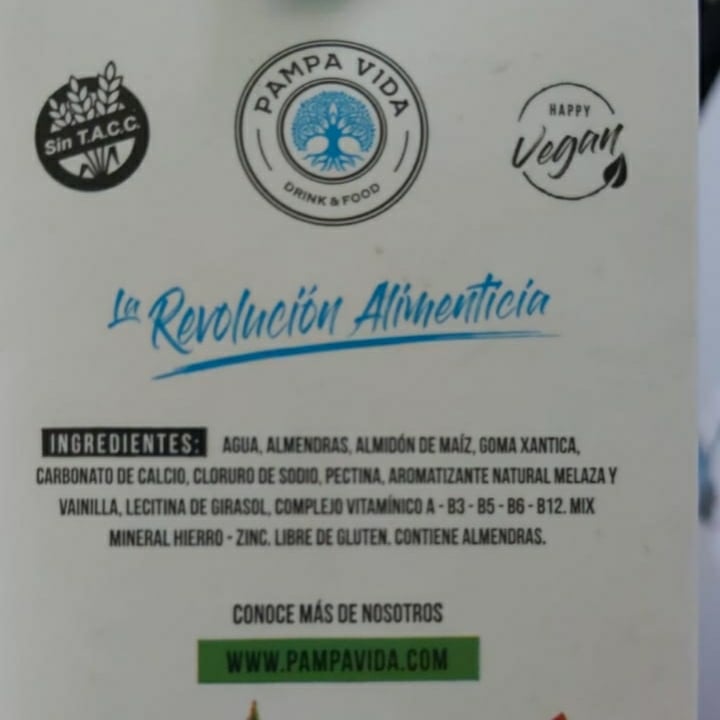 Sin T.A.C.C.
PAMPA VIDA
DRINK & FOOD
HAPPY
Vegan
La Revolución Alimenticia
INGREDIENTES: AGUA, ALMENDRAS, ALMIDÓN DE MAÍZ, GOMA XANTICA,
CARBONATO DE CALCIO, CLORURO DE SODIO, PECTINA, AROMATIZANTE NATURAL MELAZA Y
VAINILLA, LECITINA DE GIRASOL, COMPLEJO VITAMÍNICO A - B3 - B5 - B6 - B12. MIX
MINERAL HIERRO - ZINC. LIBRE DE GLUTEN. CONTIENE ALMENDRAS.
CONOCE MÁS DE NOSOTROS
WWW.PAMPAVIDA.COM